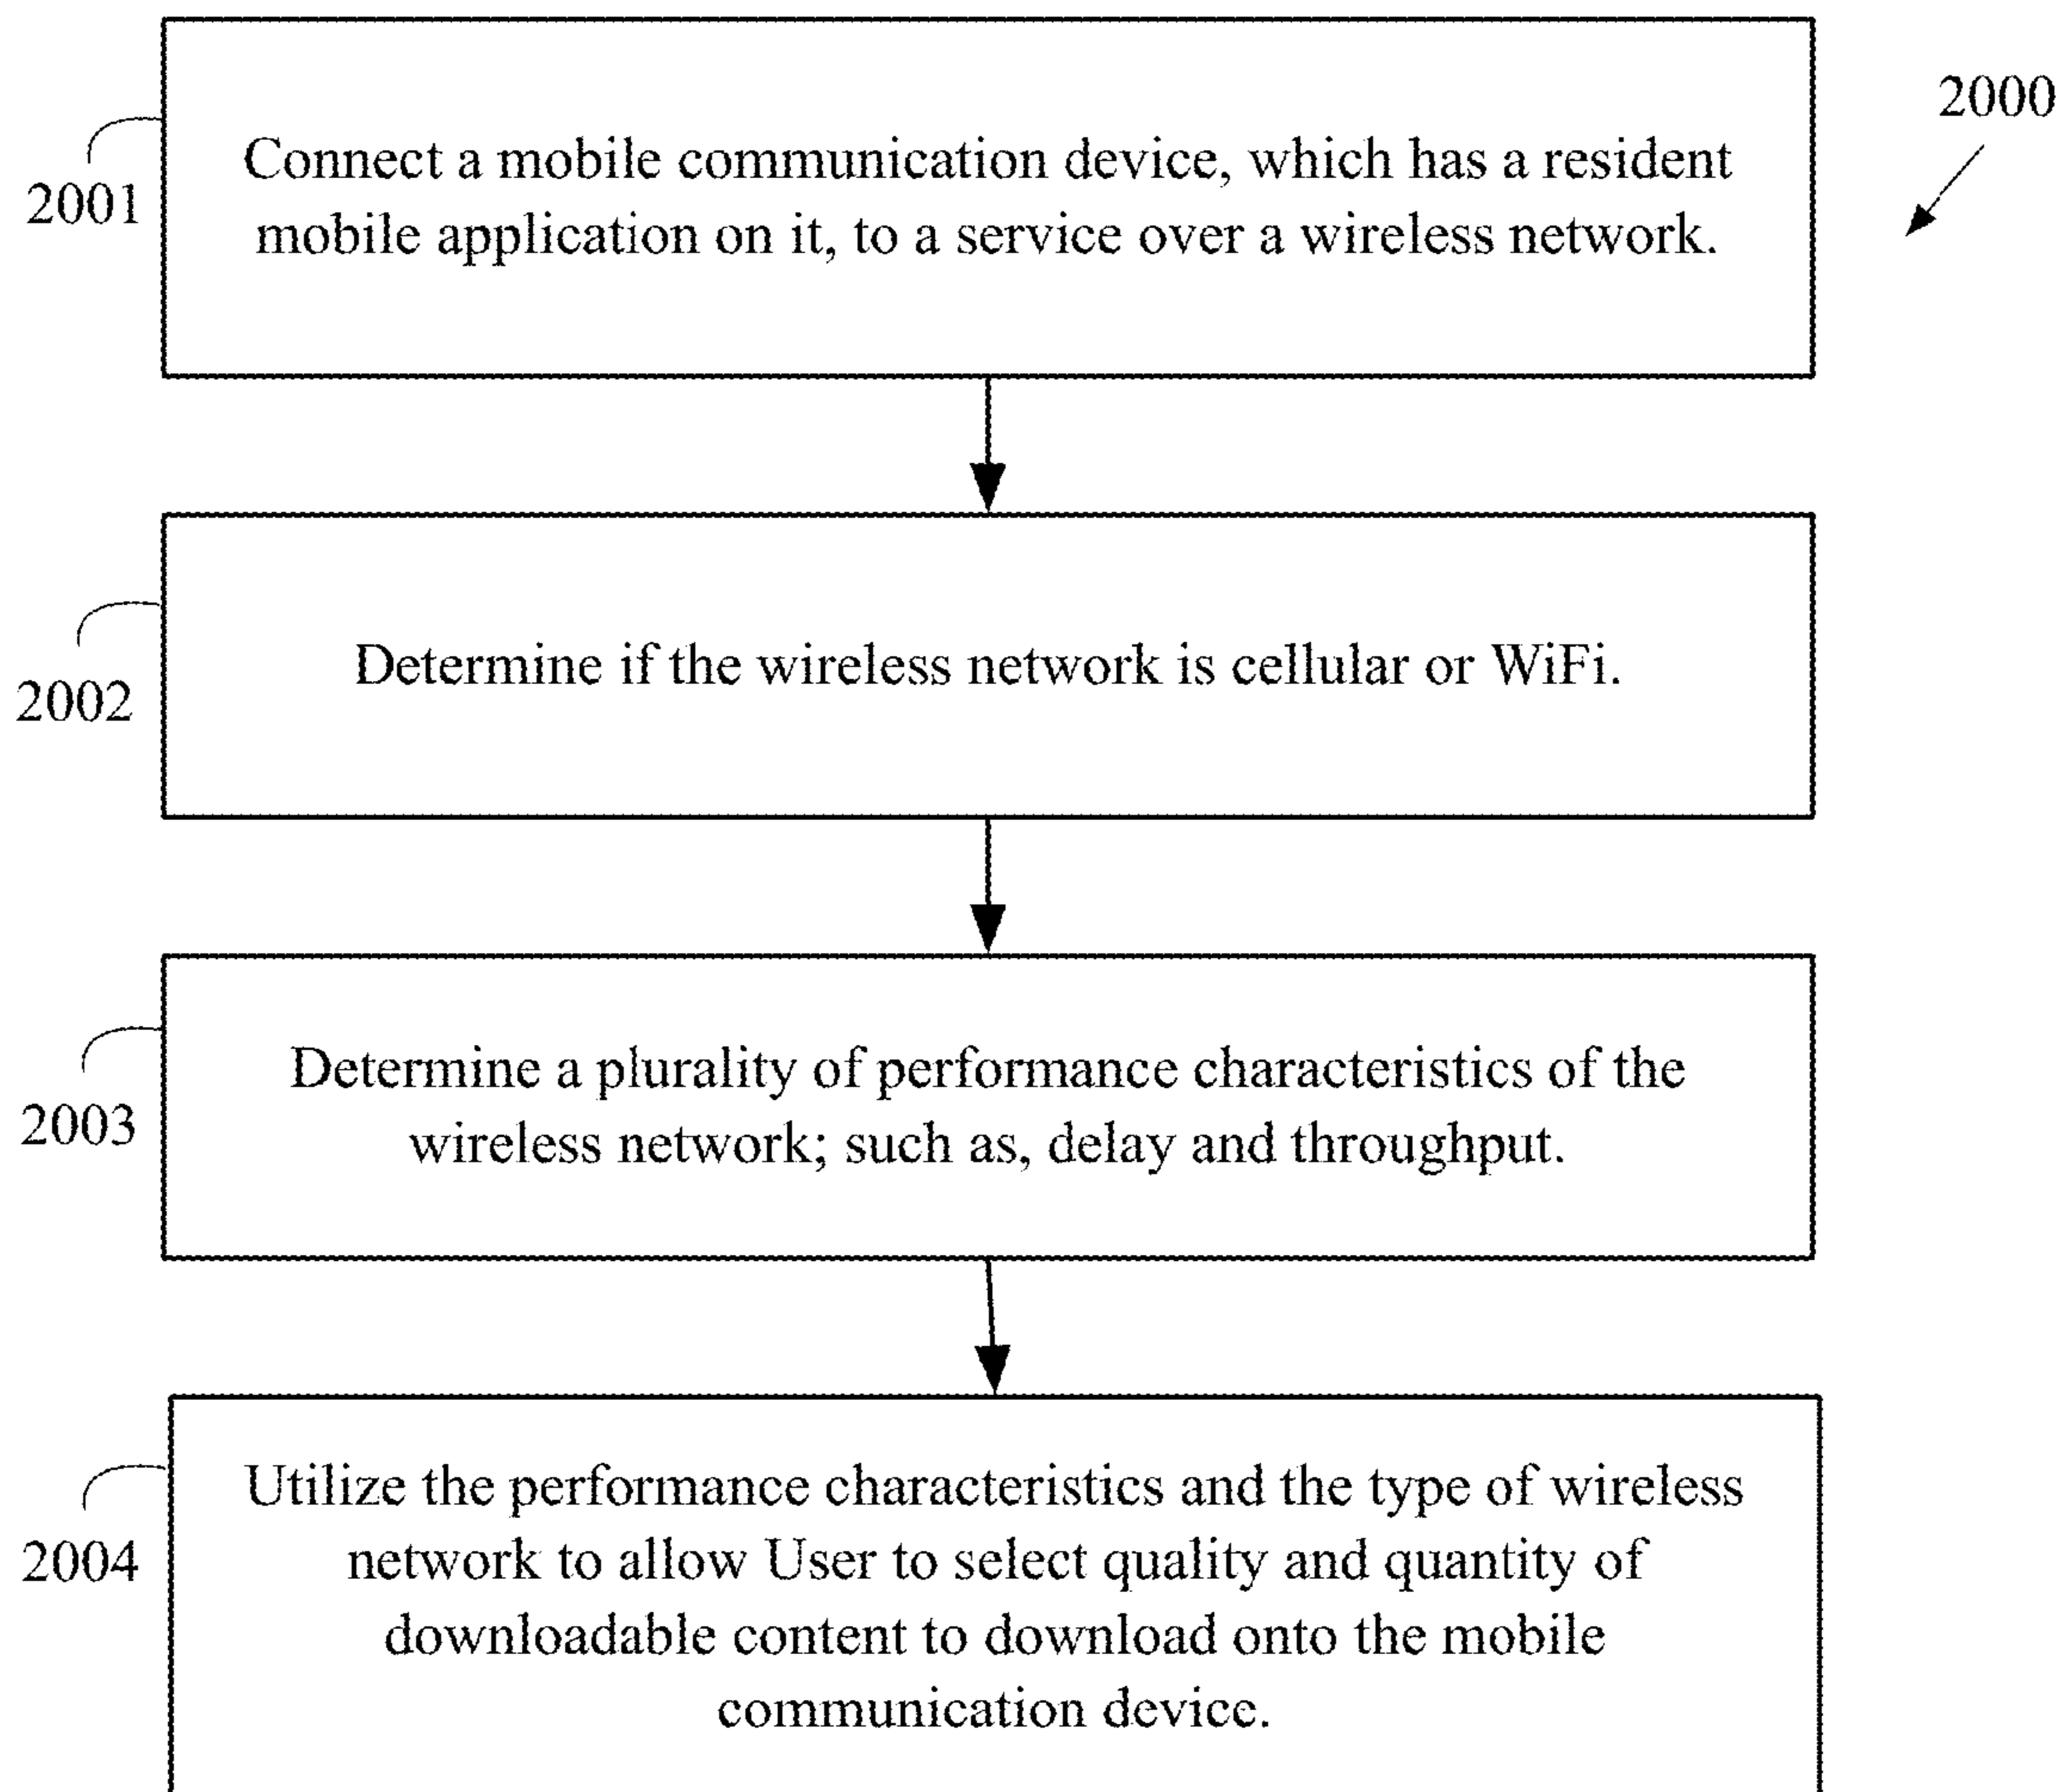 2000
2001
Connect a mobile communication device, which has a resident
mobile application on it, to a service over a wireless network.
2002
Determine if the wireless network is cellular or WiFi.
2003
Determine a plurality of performance characteristics of the
wireless network; such as, delay and throughput.
2004
Utilize the performance characteristics and the type of wireless
network to allow User to select quality and quantity of
downloadable content to download onto the mobile
communication device.